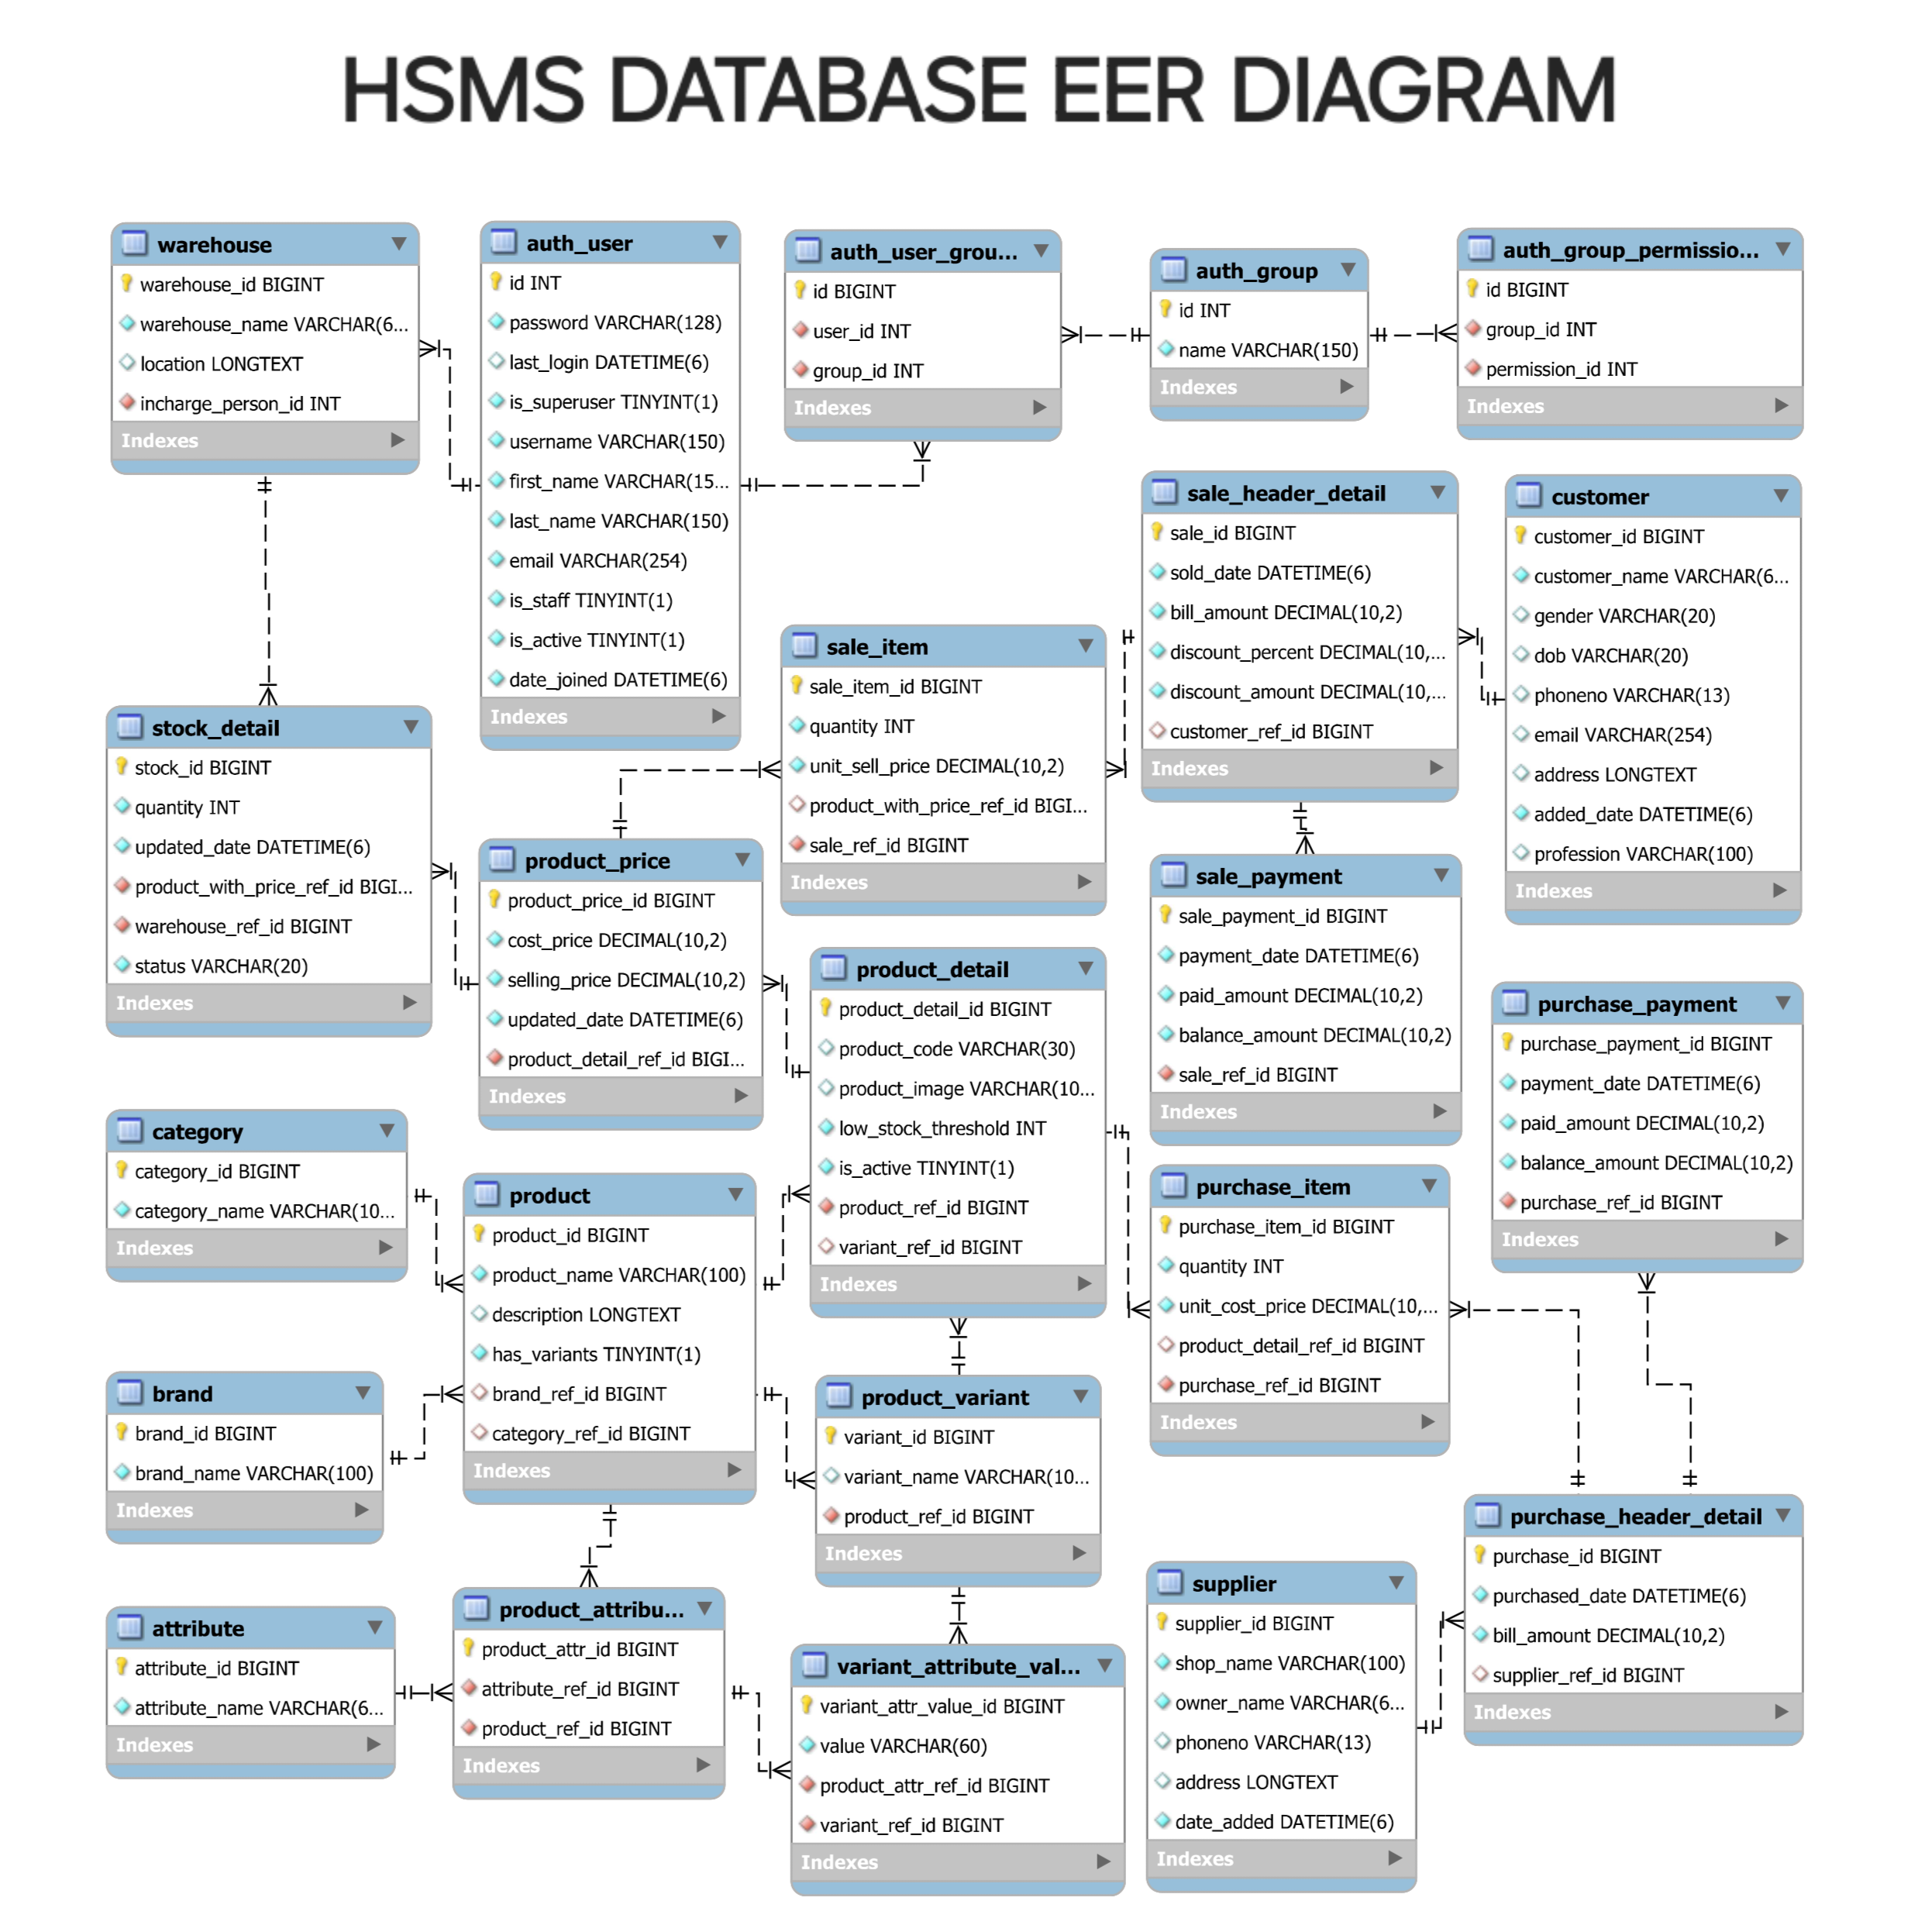 HSMS DATABASE EER DIAGRAM
warehouse
warehouse_id BIGINT
warehouse_name VARCHAR(6...
location LONGTEXT
incharge_person_id INT
Indexes
auth_user
id INT
password VARCHAR(128)
last_login DATETIME(6)
is_superuser TINYINT(1)
username VARCHAR(150)
first_name VARCHAR(15...
last_name VARCHAR(150)
email VARCHAR(254)
is_staff TINYINT(1)
is_active TINYINT(1)
date_joined DATETIME(6)
Indexes
auth_user_grou...
id BIGINT
user_id INT
group_id INT
Indexes
auth_group
id INT
name VARCHAR(150)
Indexes
auth_group_permissio...
id BIGINT
group_id INT
permission_id INT
Indexes
sale_header_detail
sale_id BIGINT
sold_date DATETIME(6)
bill_amount DECIMAL(10,2)
discount_percent DECIMAL(10,...
discount_amount DECIMAL(10,...
customer_ref_id BIGINT
Indexes
customer
customer_id BIGINT
customer_name VARCHAR(6...
gender VARCHAR(20)
dob VARCHAR(20)
phoneno VARCHAR(13)
email VARCHAR(254)
address LONGTEXT
added_date DATETIME(6)
profession VARCHAR(100)
Indexes
sale_item
sale_item_id BIGINT
quantity INT
unit_sell_price DECIMAL(10,2)
product_with_price_ref_id BIGI...
sale_ref_id BIGINT
Indexes
stock_detail
stock_id BIGINT
quantity INT
updated_date DATETIME(6)
product_with_price_ref_id BIGI...
warehouse_ref_id BIGINT
status VARCHAR(20)
Indexes
product_price
product_price_id BIGINT
cost_price DECIMAL(10,2)
selling_price DECIMAL(10,2)
updated_date DATETIME(6)
product_detail_ref_id BIGI...
Indexes
sale_payment
sale_payment_id BIGINT
payment_date DATETIME(6)
paid_amount DECIMAL(10,2)
balance_amount DECIMAL(10,2)
sale_ref_id BIGINT
Indexes
product_detail
product_detail_id BIGINT
product_code VARCHAR(30)
product_image VARCHAR(10...
low_stock_threshold INT
is_active TINYINT(1)
product_ref_id BIGINT
variant_ref_id BIGINT
Indexes
purchase_payment
purchase_payment_id BIGINT
payment_date DATETIME(6)
paid_amount DECIMAL(10,2)
balance_amount DECIMAL(10,2)
purchase_ref_id BIGINT
Indexes
category
category_id BIGINT
category_name VARCHAR(10...
Indexes
product
product_id BIGINT
product_name VARCHAR(100)
description LONGTEXT
has_variants TINYINT(1)
brand_ref_id BIGINT
category_ref_id BIGINT
Indexes
purchase_item
purchase_item_id BIGINT
quantity INT
unit_cost_price DECIMAL(10,...
product_detail_ref_id BIGINT
purchase_ref_id BIGINT
Indexes
brand
brand_id BIGINT
brand_name VARCHAR(100)
Indexes
product_variant
variant_id BIGINT
variant_name VARCHAR(10...
product_ref_id BIGINT
Indexes
purchase_header_detail
purchase_id BIGINT
purchased_date DATETIME(6)
bill_amount DECIMAL(10,2)
supplier_ref_id BIGINT
Indexes
supplier
supplier_id BIGINT
shop_name VARCHAR(100)
owner_name VARCHAR(6...
phoneno VARCHAR(13)
address LONGTEXT
date_added DATETIME(6)
Indexes
attribute
attribute_id BIGINT
attribute_name VARCHAR(6...
Indexes
product_attribu...
product_attr_id BIGINT
attribute_ref_id BIGINT
product_ref_id BIGINT
Indexes
variant_attribute_val...
variant_attr_value_id BIGINT
value VARCHAR(60)
product_attr_ref_id BIGINT
variant_ref_id BIGINT
Indexes